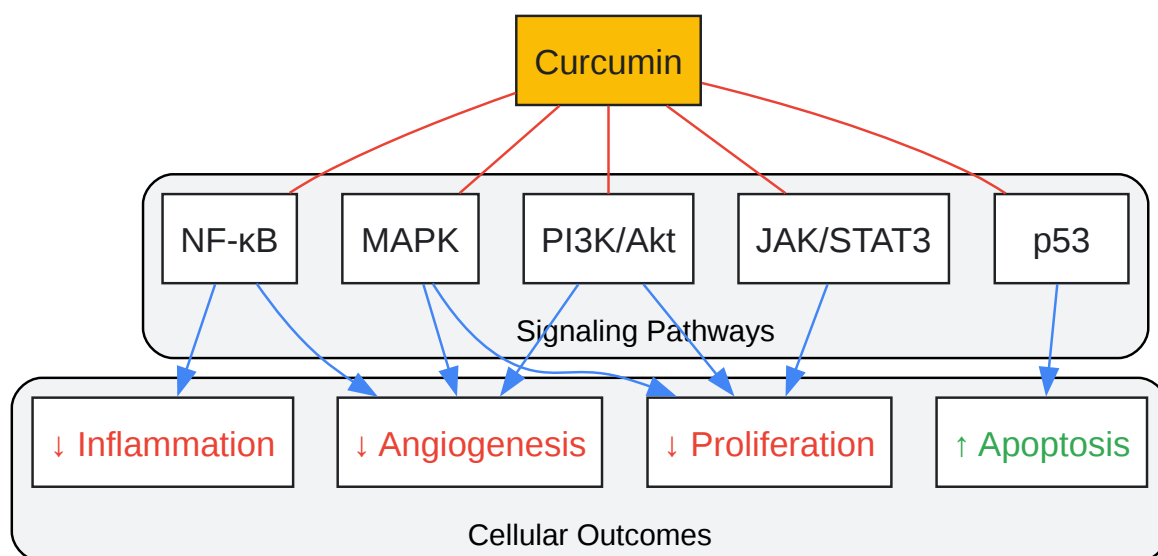 Curcumin
NF-κB
MAPK
PI3K/Akt
JAK/STAT3
p53
Signaling Pathways
↓ Inflammation
↓ Angiogenesis
↓ Proliferation
↑ Apoptosis
Cellular Outcomes